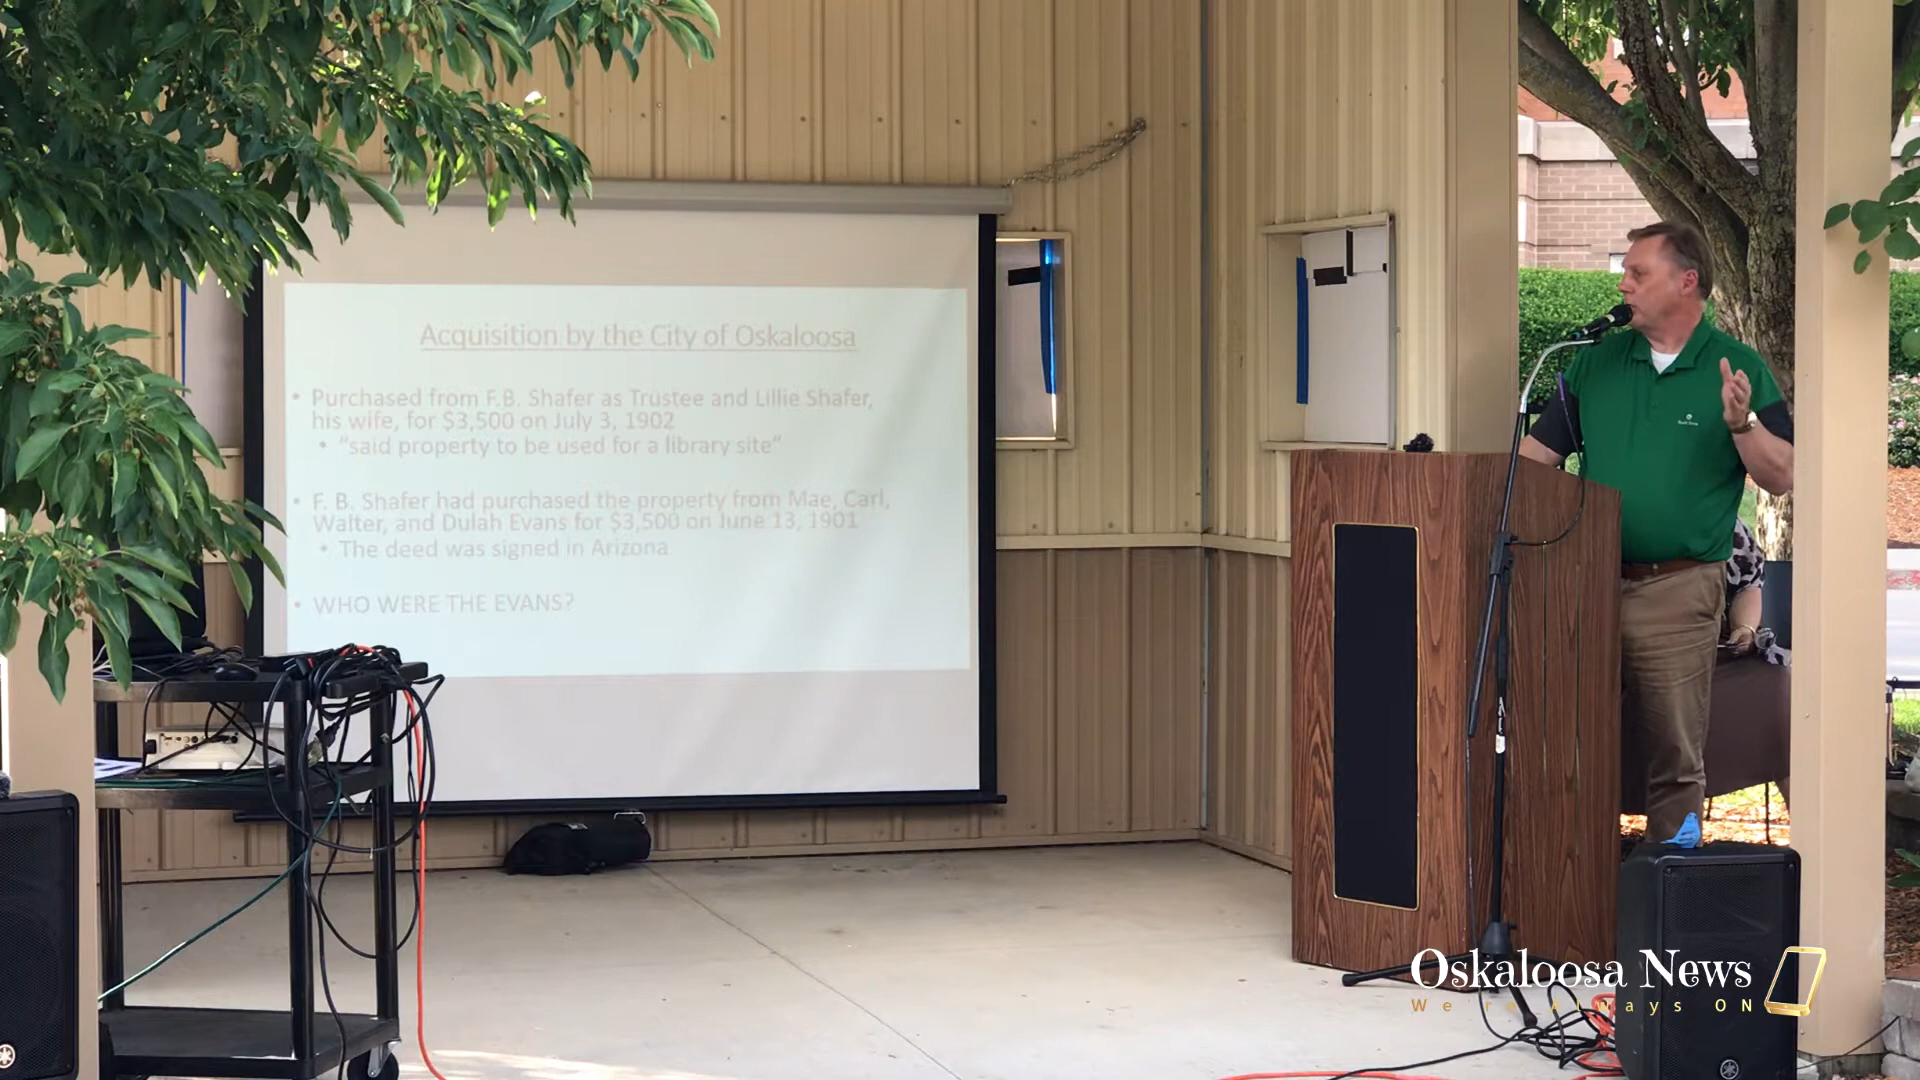 Acquisition by the City of Oskaloosa
• Purchased from F.B. Shafer as Trustee and Lillie Shafer,
his wife, for $3,500 on July 3, 1902
• “said property to be used for a library site”
• F. B. Shafer had purchased the property from Mae, Carl,
Walter, and Dulah Evans for $3,500 on June 13, 1901
• The deed was signed in Arizona
• WHO WERE THE EVANS?
Oskaloosa News
We're Always ON